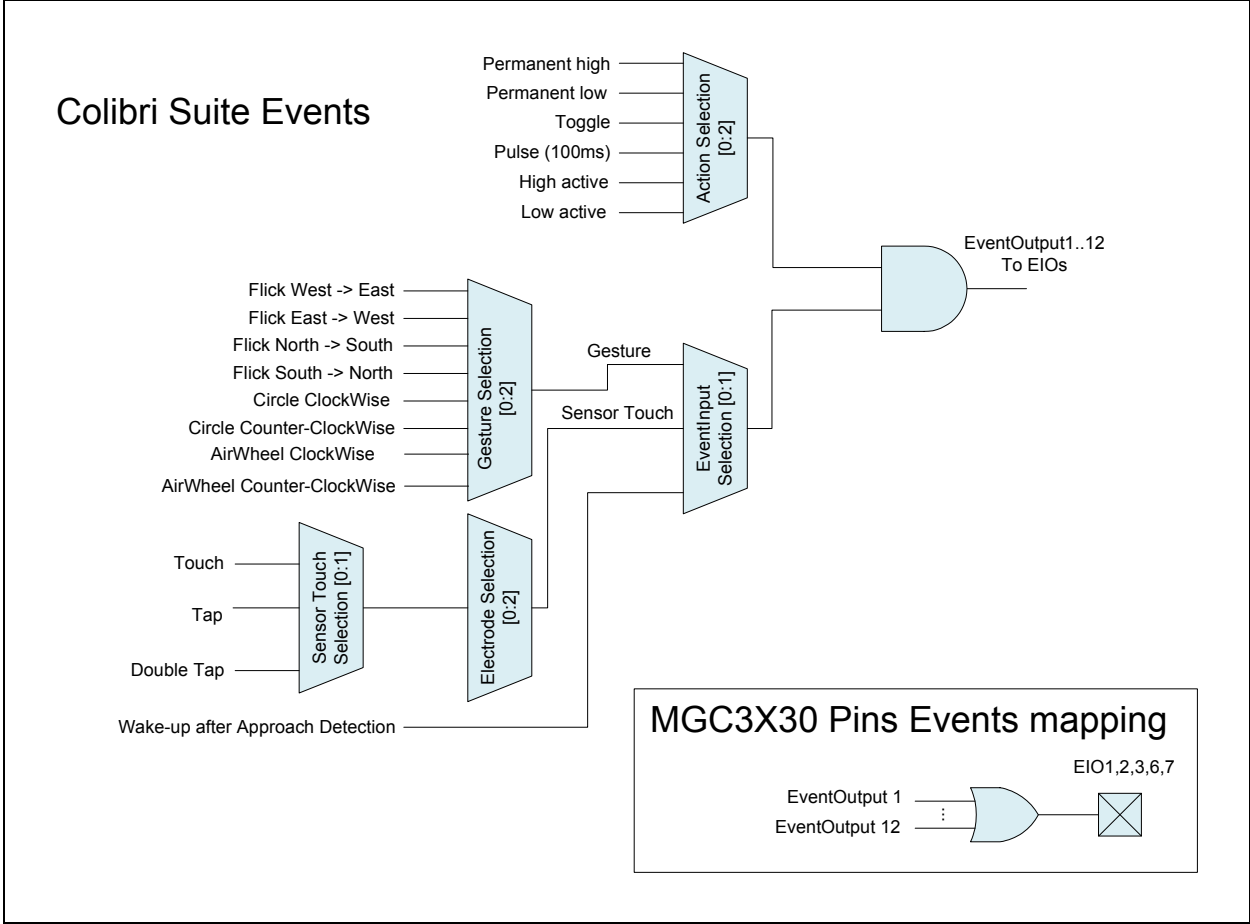 Colibri Suite Events
Permanent high
Permanent low
Toggle
Pulse (100ms)
High active
Low active
Action Selection
[0:2]
EventOutput1..12
To EIOs
Flick West -> East
Flick East -> West
Flick North -> South
Flick South -> North
Circle ClockWise
Circle Counter-ClockWise
AirWheel ClockWise
AirWheel Counter-ClockWise
Gesture Selection
[0:2]
Gesture
Sensor Touch
EventInput
Selection [0:1]
Touch
Tap
Double Tap
Sensor Touch
Selection [0:1]
Electrode Selection
[0:2]
Wake-up after Approach Detection
MGC3X30 Pins Events mapping
EIO1,2,3,6,7
EventOutput 1
...
EventOutput 12